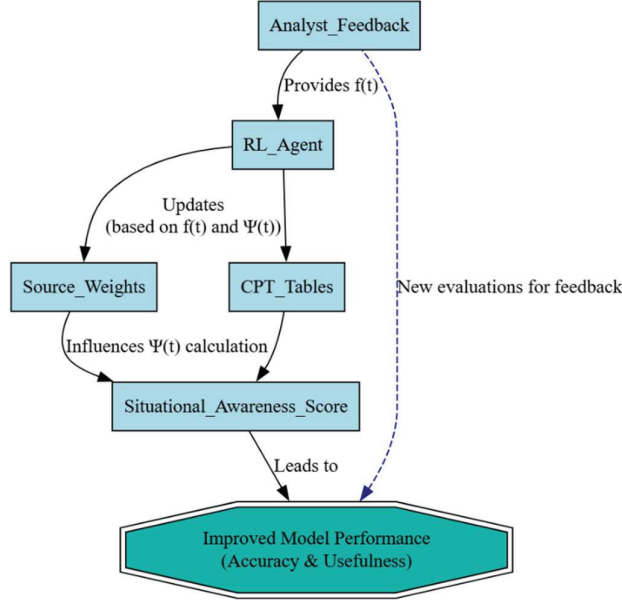 Analyst_Feedback
Provides f(t)
RL_Agent
Updates
(based on f(t) and Ψ(t))
Source_Weights
CPT_Tables
New evaluations for feedback
Influences Ψ(t) calculation
Situational_Awareness_Score
Leads to
Improved Model Performance
(Accuracy & Usefulness)